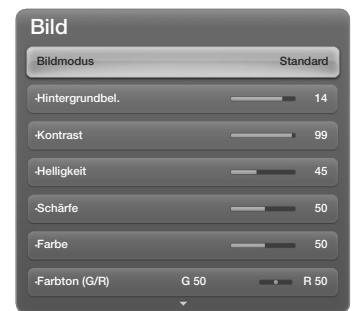 Bild
Bildmodus Standard
·Hintergrundbel. 14
·Kontrast 99
·Helligkeit 45
·Schärfe 50
·Farbe 50
·Farbton (G/R) G 50 R 50